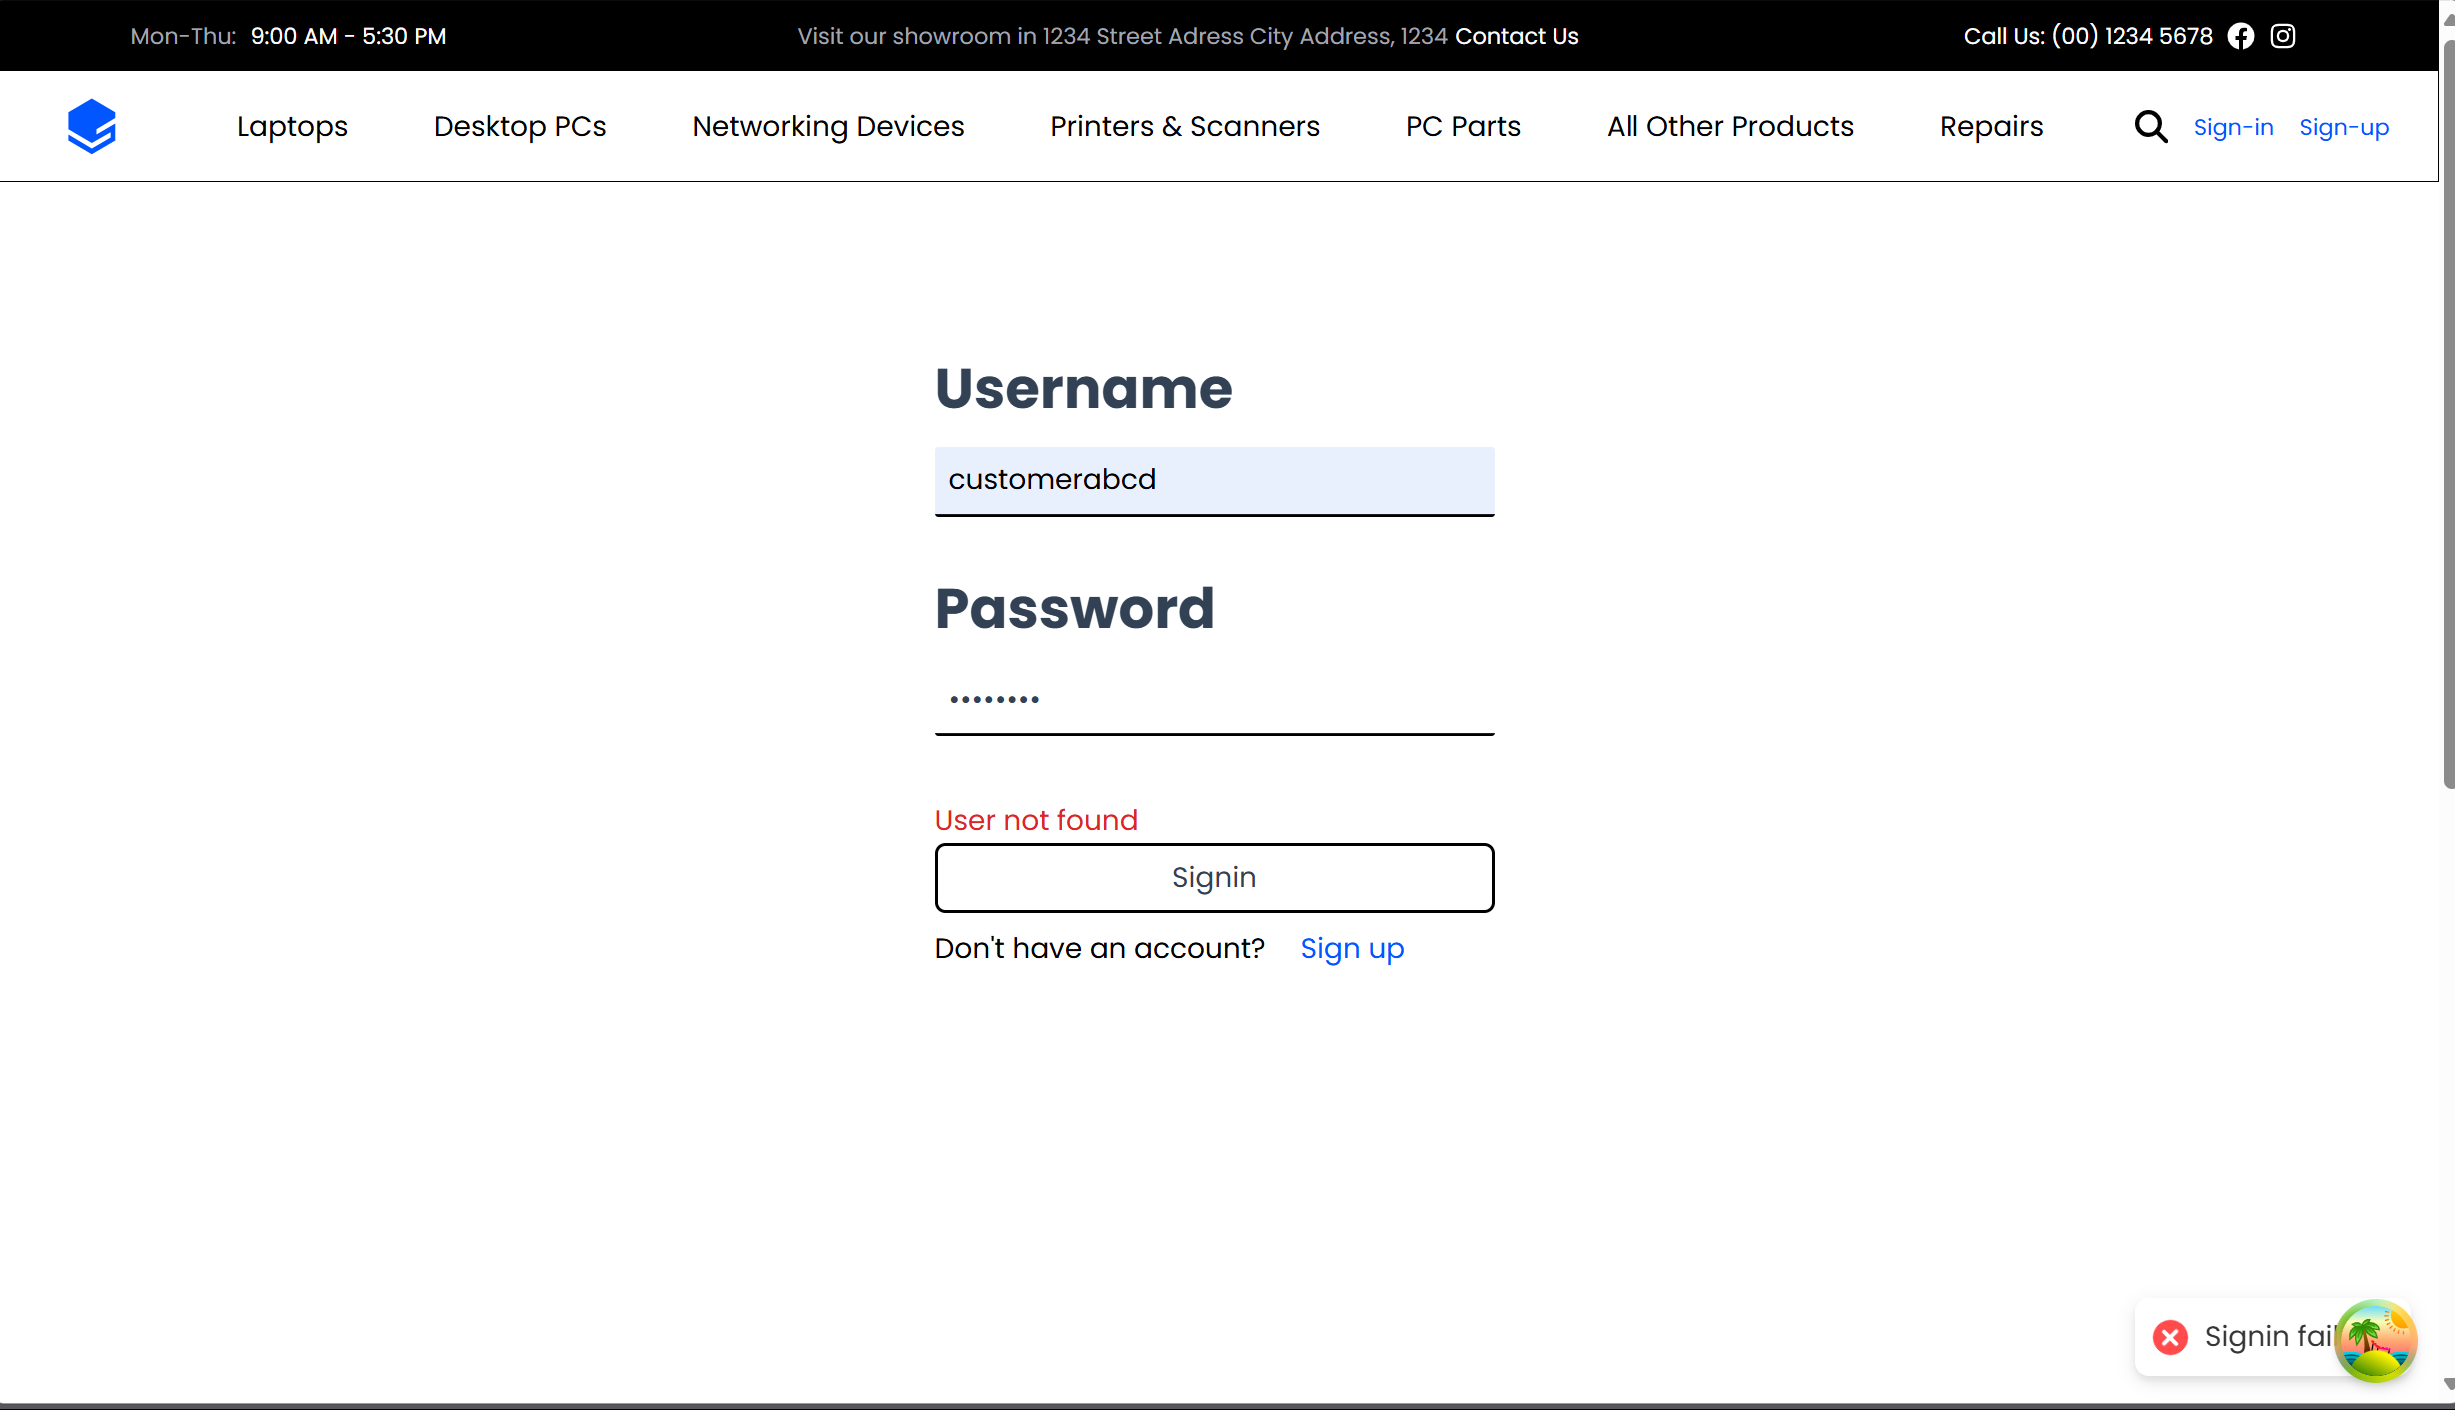 Mon-Thu: 9:00 AM - 5:30 PM
Visit our showroom in 1234 Street Adress City Address, 1234 Contact Us
Call Us: (00) 1234 5678
Laptops
Desktop PCs
Networking Devices
Printers & Scanners
PC Parts
All Other Products
Repairs
Sign-in
Sign-up
Username
customerabcd
Password
••••••••
User not found
Signin
Don't have an account? Sign up
Signin